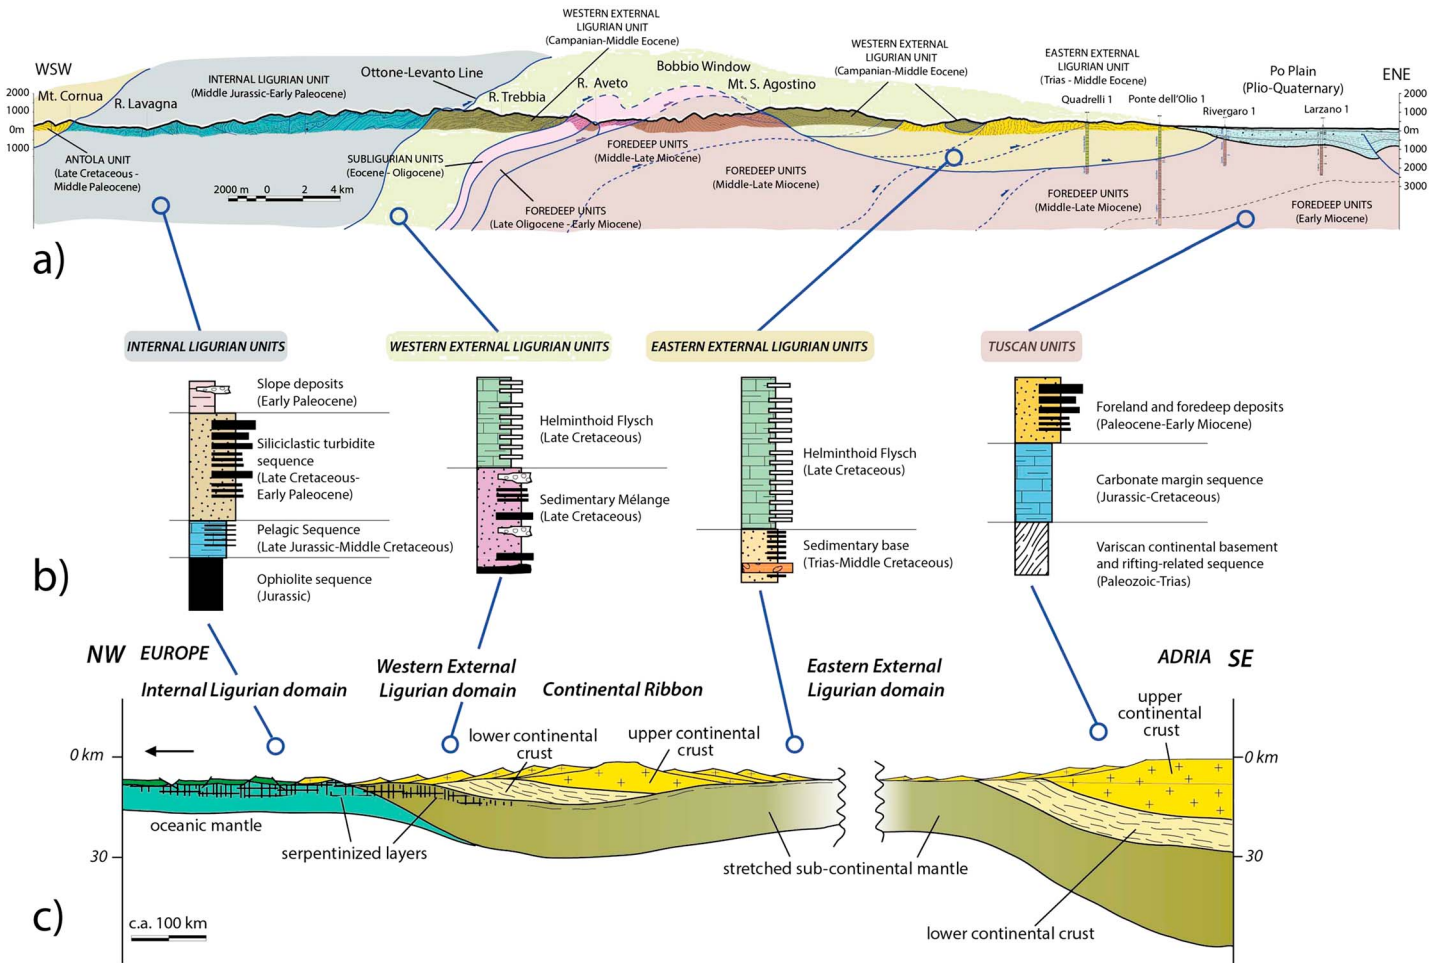 a)
WSW
ENE
Mt. Cornua
R. Lavagna
INTERNAL LIGURIAN UNIT
(Middle Jurassic-Early Paleocene)
Ottone-Levanto Line
WESTERN EXTERNAL
LIGURIAN UNIT
(Campanian-Middle Eocene)
R. Trebbia
R. Aveto
Bobbio Window
Mt. S. Agostino
WESTERN EXTERNAL
LIGURIAN UNIT
(Campanian-Middle Eocene)
EASTERN EXTERNAL
LIGURIAN UNIT
(Trias - Middle Eocene)
Quadrelli 1
Ponte dell'Olio 1
Po Plain
(Plio-Quaternary)
Rivergaro 1
Larzano 1
2000
1000
0m
1000
2000
1000
0m
1000
2000
3000
ANTOLA UNIT
(Late Cretaceous -
Middle Paleocene)
2000 m
0
2
4 km
SUBLIGURIAN UNITS
(Eocene - Oligocene)
FOREDEEP UNITS
(Late Oligocene - Early Miocene)
FOREDEEP UNITS
(Middle-Late Miocene)
FOREDEEP UNITS
(Middle-Late Miocene)
FOREDEEP UNITS
(Middle-Late Miocene)
FOREDEEP UNITS
(Early Miocene)
b)
INTERNAL LIGURIAN UNITS
Slope deposits
(Early Paleocene)
Siliciclastic turbidite
sequence
(Late Cretaceous-
Early Paleocene)
Pelagic Sequence
(Late Jurassic-Middle Cretaceous)
Ophiolite sequence
(Jurassic)
WESTERN EXTERNAL LIGURIAN UNITS
Helminthoid Flysch
(Late Cretaceous)
Sedimentary Mélange
(Late Cretaceous)
EASTERN EXTERNAL LIGURIAN UNITS
Helminthoid Flysch
(Late Cretaceous)
Sedimentary base
(Trias-Middle Cretaceous)
TUSCAN UNITS
Foreland and foredeep deposits
(Paleocene-Early Miocene)
Carbonate margin sequence
(Jurassic-Cretaceous)
Variscan continental basement
and rifting-related sequence
(Paleozoic-Trias)
c)
NW
EUROPE
Internal Ligurian domain
Western External
Ligurian domain
Continental Ribbon
Eastern External
Ligurian domain
ADRIA
SE
0 km
30
0 km
30
lower continental
crust
upper continental
crust
upper
continental
crust
oceanic mantle
serpentinized layers
stretched sub-continental mantle
lower continental crust
c.a. 100 km